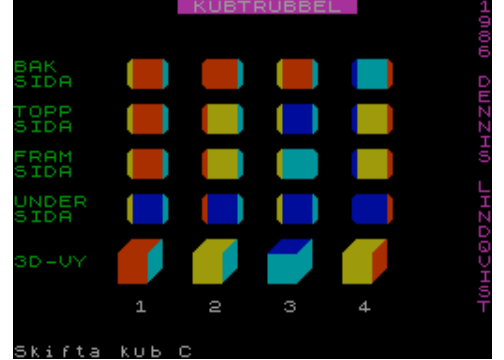 KUBTRUBBEL
BAK
SIDA
TOPP
SIDA
FRAM
SIDA
UNDER
SIDA
3D-VY
1 2 3 4
Skifta kub C
1986 DENNIS LINDQVIST